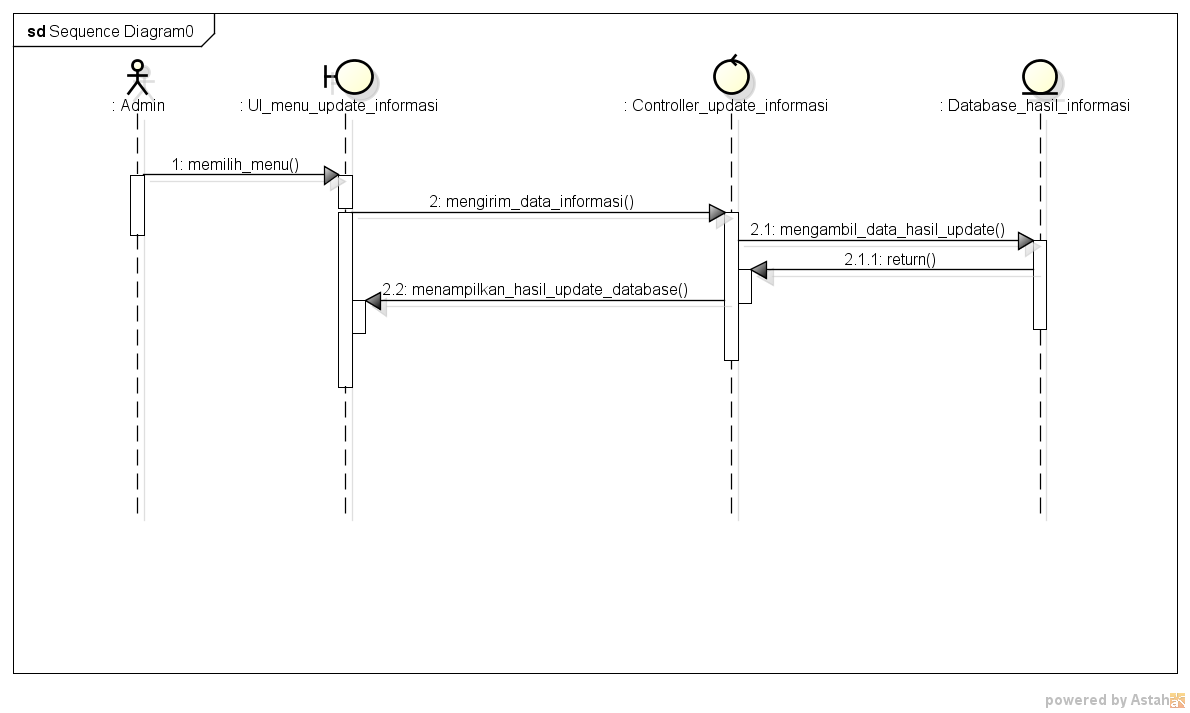 sd Sequence Diagram0
: Admin
: UI_menu_update_informasi
: Controller_update_informasi
: Database_hasil_informasi
1: memilih_menu()
2: mengirim_data_informasi()
2.1: mengambil_data_hasil_update()
2.1.1: return()
2.2: menampilkan_hasil_update_database()
powered by Astah